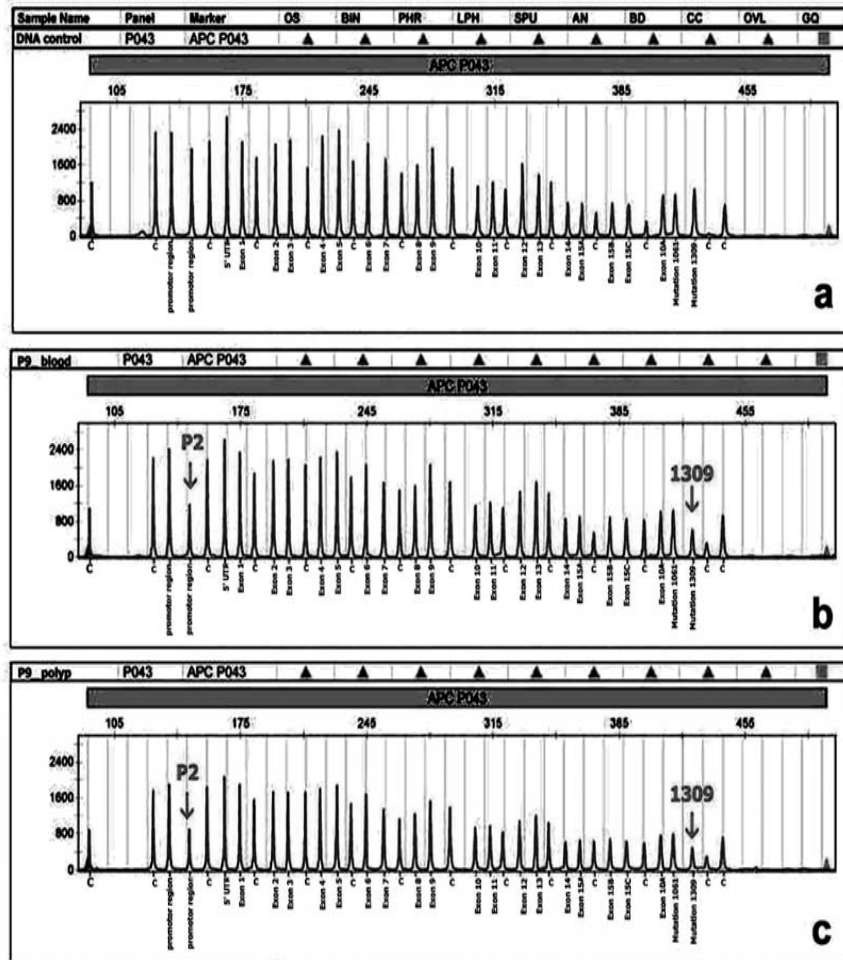 Sample Name Panel Marker OS BIN PHR LPH SPU AN BD CC OVL GQ
DNA control P043 APC P043
APC P043
105 175 245 315 385 455
2400
1600
800
0
C C promotor region promotor region C 5' UTR Exon 1 C Exon 2 Exon 3 C Exon 4 Exon 5 C Exon 6 Exon 7 C Exon 8 Exon 9 C Exon 10 Exon 11 C Exon 12 Exon 13 C Exon 14 Exon 15A C Exon 15B Exon 15C C Exon 10A Mutation 1061 Mutation 1309 C C
a
P9_blood P043 APC P043
APC P043
105 175 245 315 385 455
P2
1309
2400
1600
800
0
C C promotor region promotor region C 5' UTR Exon 1 C Exon 2 Exon 3 C Exon 4 Exon 5 C Exon 6 Exon 7 C Exon 8 Exon 9 C Exon 10 Exon 11 C Exon 12 Exon 13 C Exon 14 Exon 15A C Exon 15B Exon 15C C Exon 10A Mutation 1061 Mutation 1309 C C
b
P9_polyp P043 APC P043
APC P043
105 175 245 315 385 455
P2
1309
2400
1600
800
0
C C promotor region promotor region C 5' UTR Exon 1 C Exon 2 Exon 3 C Exon 4 Exon 5 C Exon 6 Exon 7 C Exon 8 Exon 9 C Exon 10 Exon 11 C Exon 12 Exon 13 C Exon 14 Exon 15A C Exon 15B Exon 15C C Exon 10A Mutation 1061 Mutation 1309 C C
c